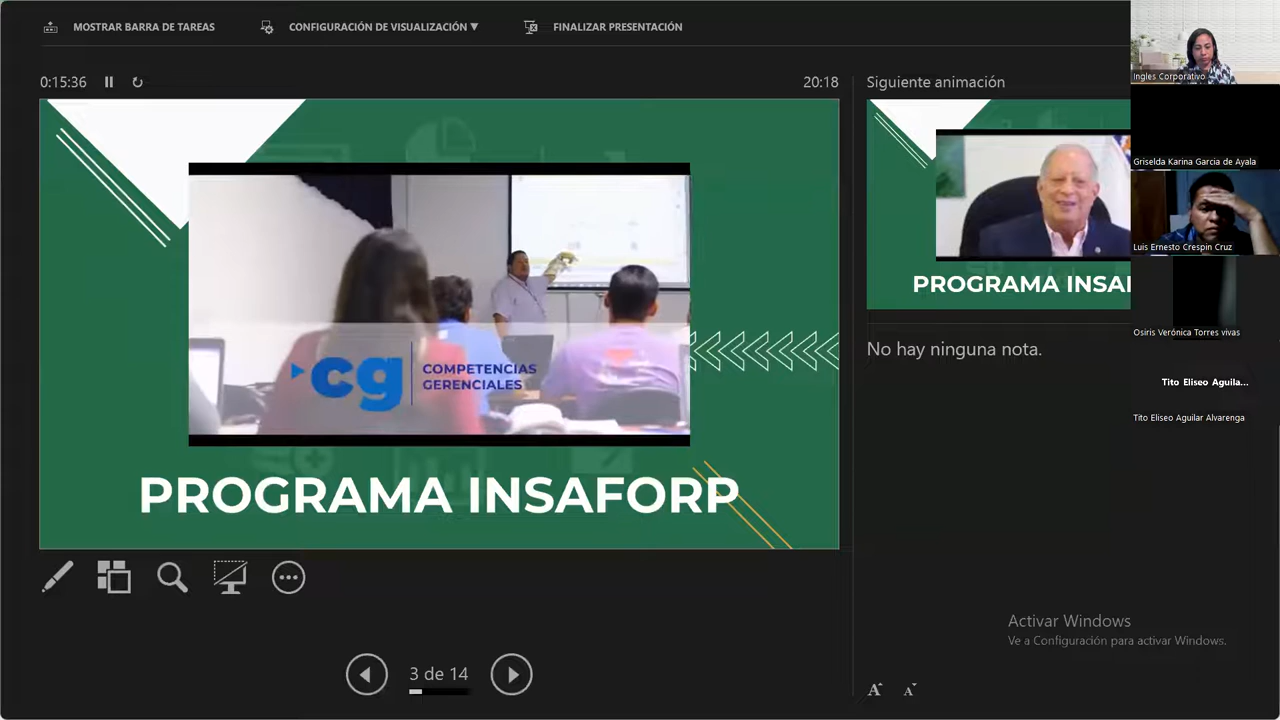 MOSTRAR BARRA DE TAREAS
CONFIGURACIÓN DE VISUALIZACIÓN ▼
FINALIZAR PRESENTACIÓN
0:15:36
20:18
Siguiente animación
cg
COMPETENCIAS
GERENCIALES
PROGRAMA INSAFORP
PROGRAMA INSAF
No hay ninguna nota.
3 de 14
Ingles Corporativo
Griselda Karina Garcia de Ayala
Luis Ernesto Crespin Cruz
Osiris Verónica Torres vivas
Tito Eliseo Aguila...
Tito Eliseo Aguilar Alvarenga
Activar Windows
Ve a Configuración para activar Windows.
A A